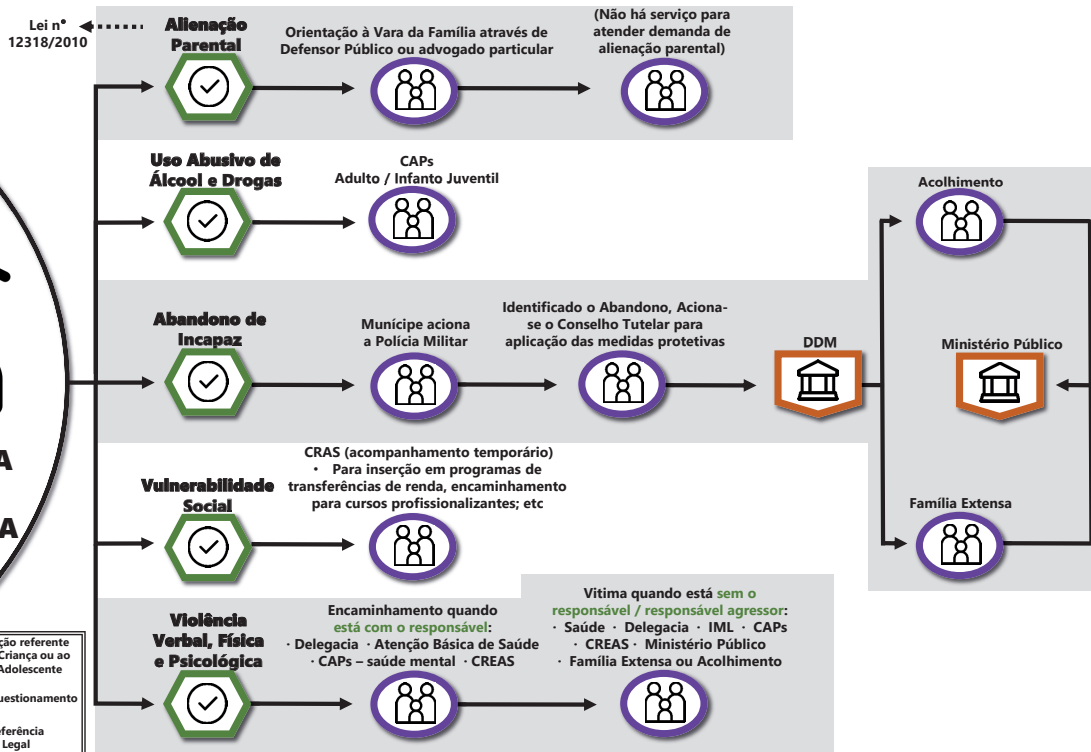 Lei n°
12318/2010
Alienação
Parental
Orientação à Vara da Família através de
Defensor Público ou advogado particular
(Não há serviço para
atender demanda de
alienação parental)
Uso Abusivo de
Álcool e Drogas
CAPs
Adulto / Infanto Juvenil
Abandono de
Incapaz
Munícipe aciona
a Polícia Militar
Identificado o Abandono, Aciona-
se o Conselho Tutelar para
aplicação das medidas protetivas
DDM
Acolhimento
Ministério Público
Família Extensa
Vulnerabilidade
Social
CRAS (acompanhamento temporário)
• Para inserção em programas de
transferências de renda, encaminhamento
para cursos profissionalizantes; etc
Violência
Verbal, Física
e Psicológica
Encaminhamento quando
está com o responsável:
· Delegacia · Atenção Básica de Saúde
· CAPs – saúde mental · CREAS
Vitima quando está sem o
responsável / responsável agressor:
· Saúde · Delegacia · IML · CAPs
· CREAS · Ministério Público
· Família Extensa ou Acolhimento
A
A
ção referente
Criança ou ao
Adolescente
uestionamento
ferência
Legal